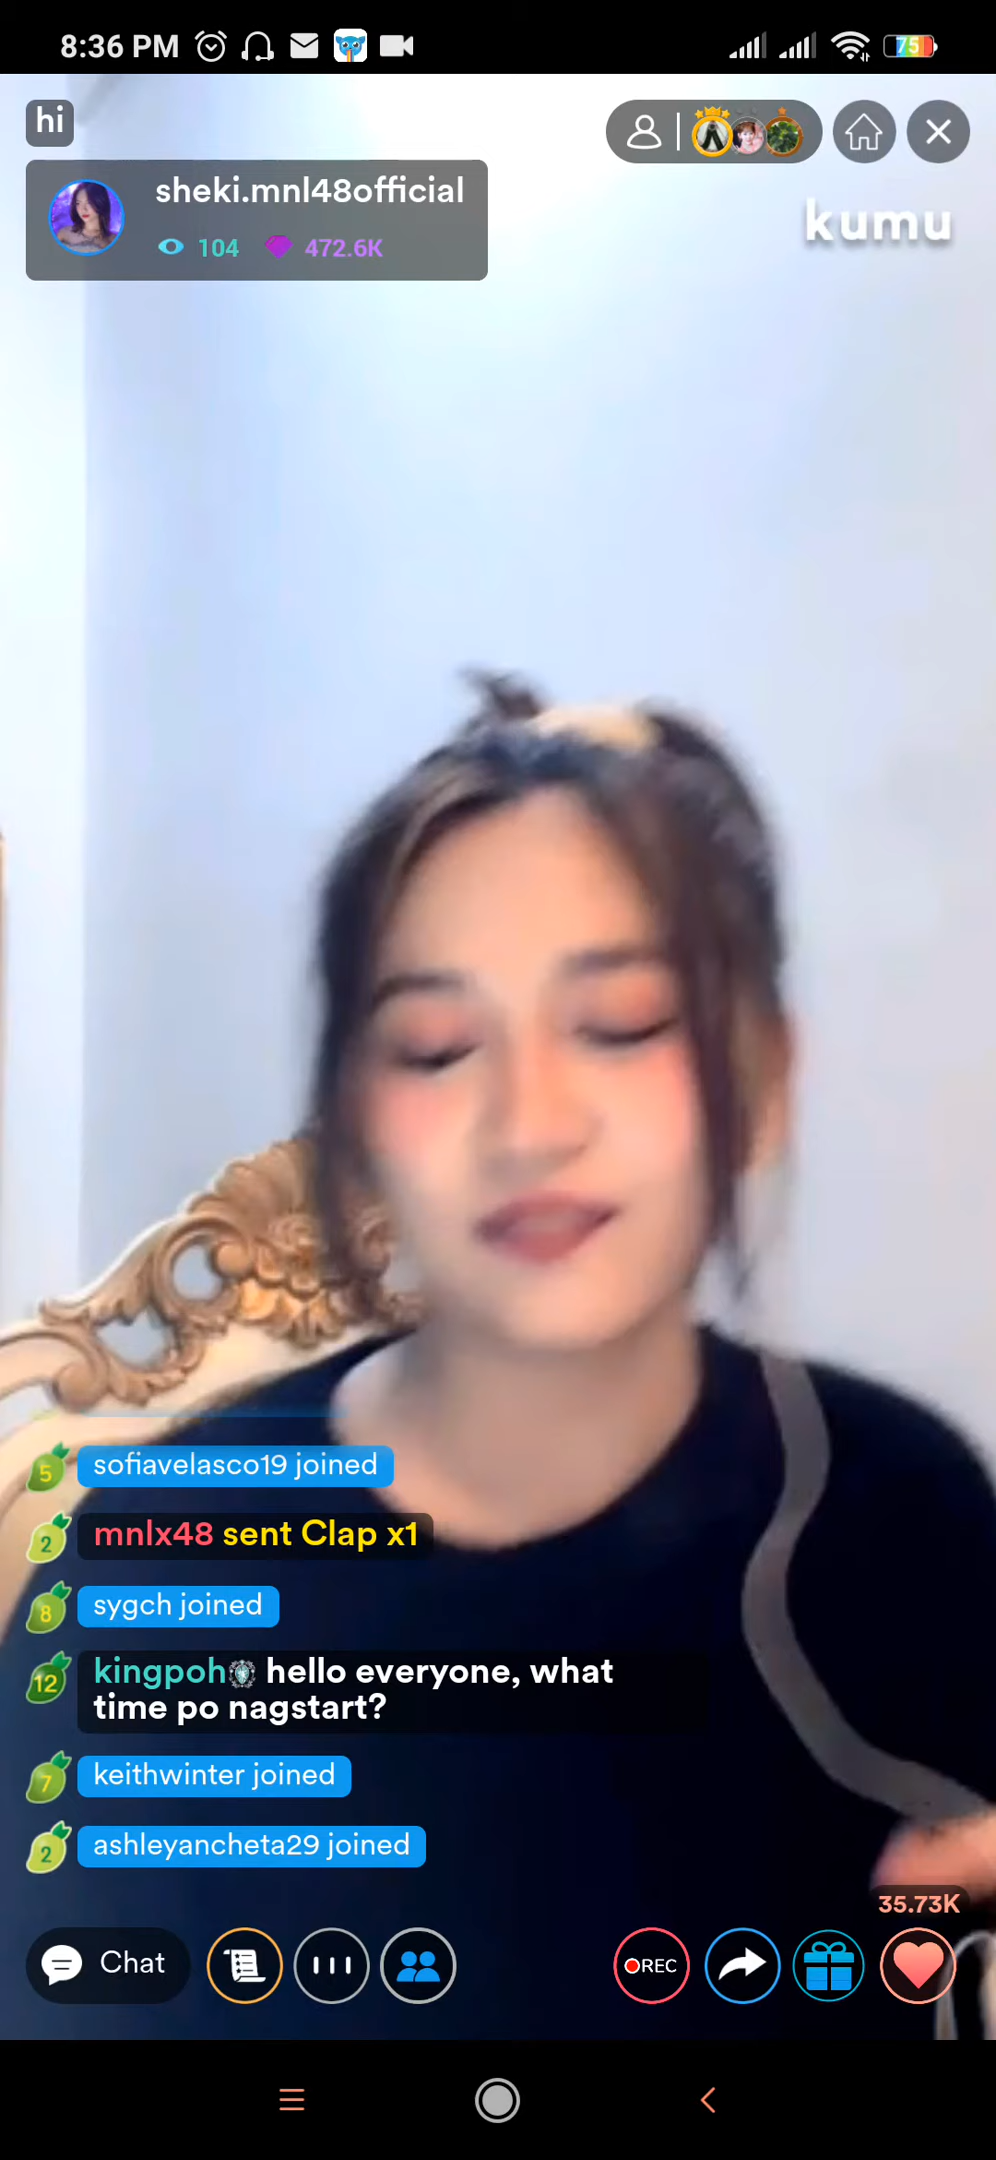 8:36 PM
75
hi
sheki.mnl48official
104 472.6K
kumu
5 sofiavelasco19 joined
2 mnlx48 sent Clap x1
8 sygch joined
12 kingpoh hello everyone, what
time po nagstart?
7 keithwinter joined
2 ashleyancheta29 joined
35.73K
Chat
REC